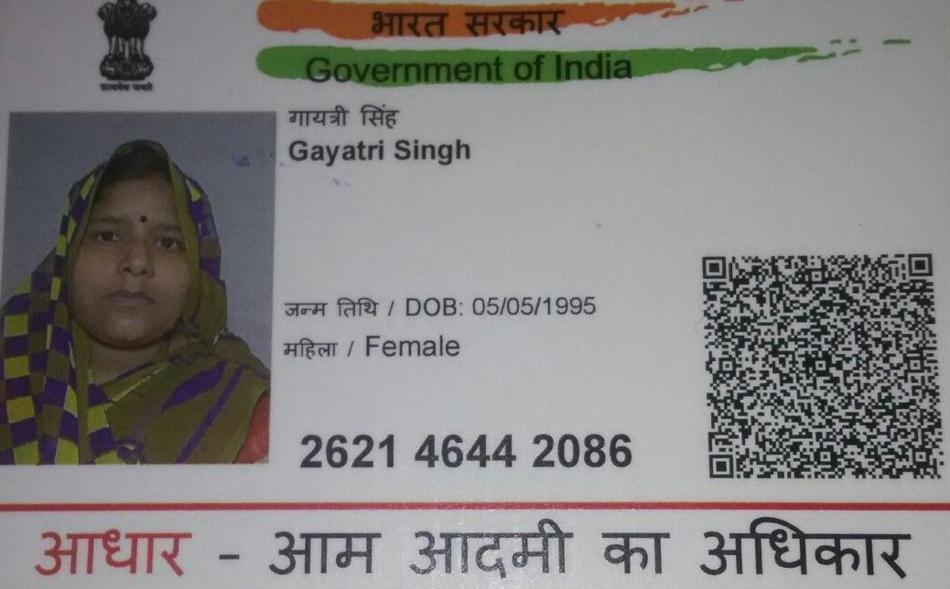 भारत सरकार
Government of India
सत्यमेव जयते
गायत्री सिंह
Gayatri Singh
जन्म तिथि / DOB: 05/05/1995
महिला / Female
2621 4644 2086
आधार - आम आदमी का अधिकार